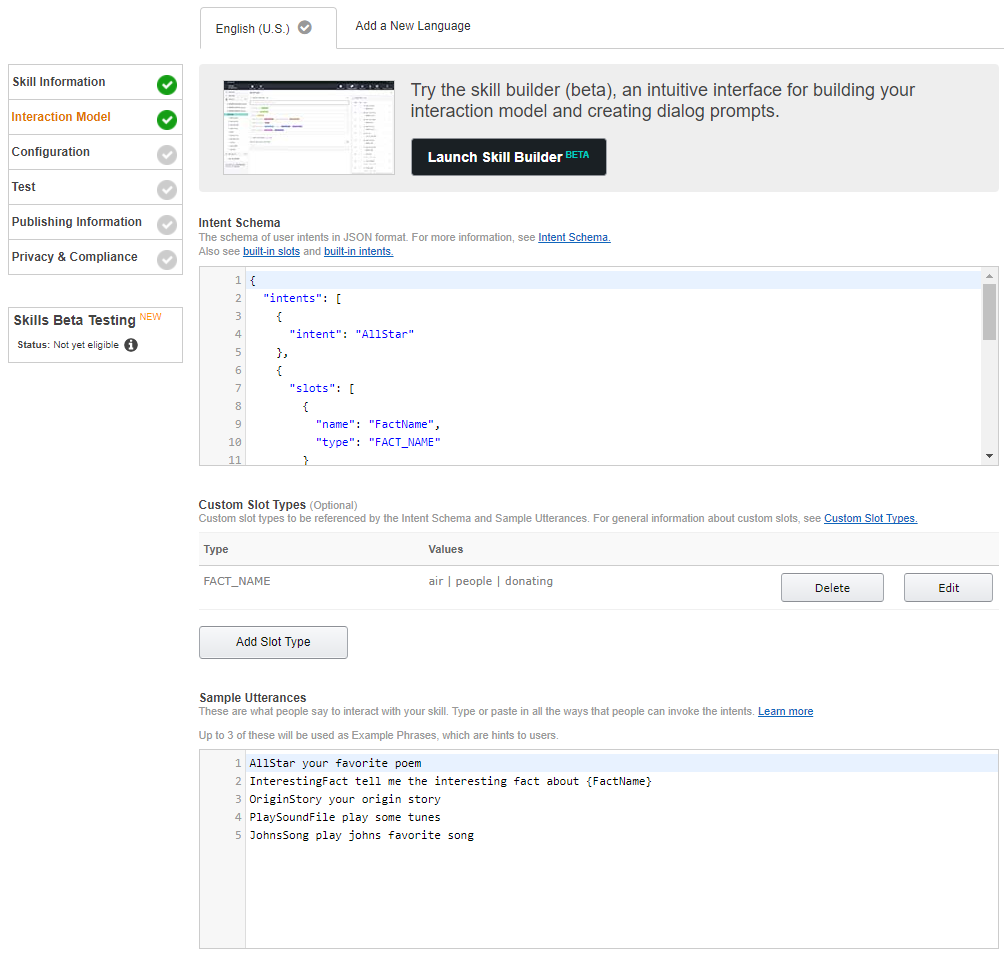 English (U.S.)
Add a New Language
Skill Information
Interaction Model
Configuration
Test
Publishing Information
Privacy & Compliance
Skills Beta Testing NEW
Status: Not yet eligible
Try the skill builder (beta), an intuitive interface for building your
interaction model and creating dialog prompts.
Launch Skill Builder BETA
Intent Schema
The schema of user intents in JSON format. For more information, see Intent Schema.
Also see built-in slots and built-in intents.
1 {
2 "intents": [
3 {
4 "intent": "AllStar"
5 },
6 {
7 "slots": [
8 {
9 "name": "FactName",
10 "type": "FACT_NAME"
11 }
Custom Slot Types (Optional)
Custom slot types to be referenced by the Intent Schema and Sample Utterances. For general information about custom slots, see Custom Slot Types.
Type Values
FACT_NAME air | people | donating Delete Edit
Add Slot Type
Sample Utterances
These are what people say to interact with your skill. Type or paste in all the ways that people can invoke the intents. Learn more
Up to 3 of these will be used as Example Phrases, which are hints to users.
1 AllStar your favorite poem
2 InterestingFact tell me the interesting fact about {FactName}
3 OriginStory your origin story
4 PlaySoundFile play some tunes
5 JohnsSong play johns favorite song